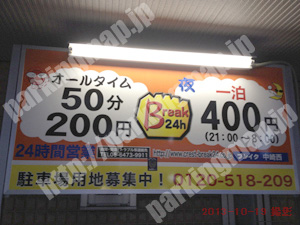 オールタイム
50分
200円
Break
24h
夜 一泊
400円
(21:00~8:00)
24時間営業
駐車場用地募集中! 0120-518-209
parkingmap.jp